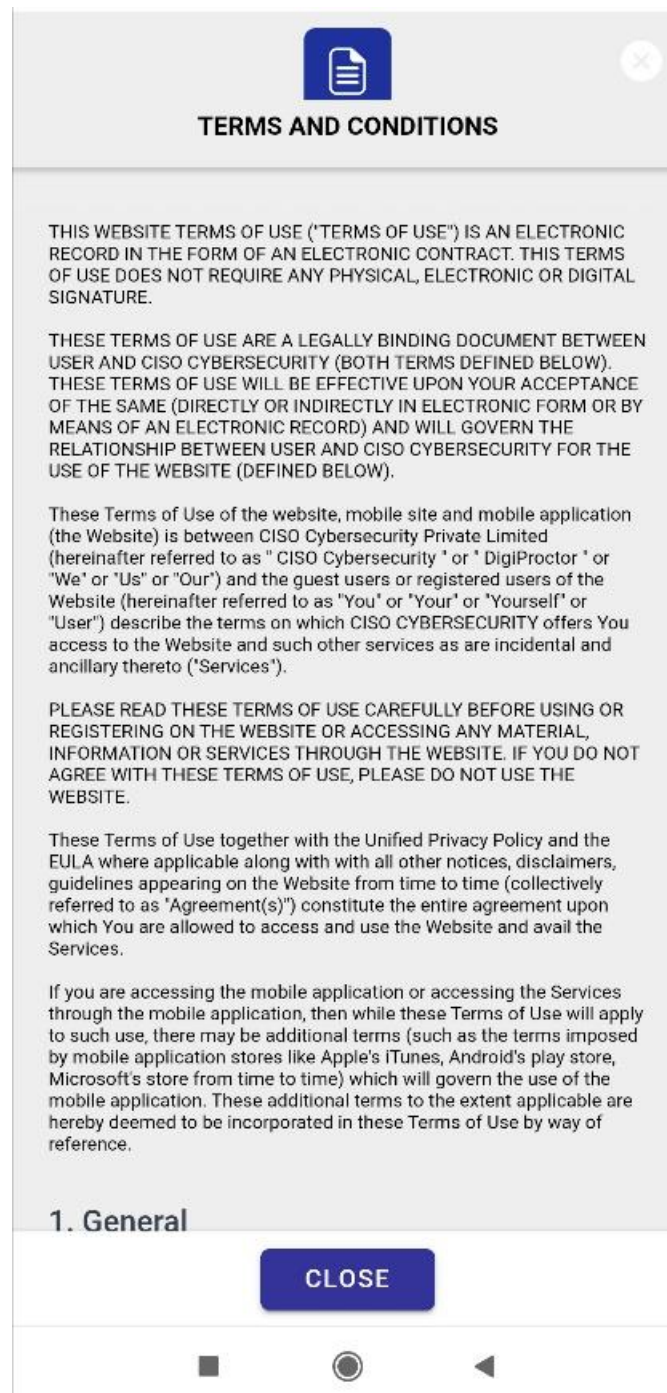 TERMS AND CONDITIONS
THIS WEBSITE TERMS OF USE ("TERMS OF USE") IS AN ELECTRONIC
RECORD IN THE FORM OF AN ELECTRONIC CONTRACT. THIS TERMS
OF USE DOES NOT REQUIRE ANY PHYSICAL, ELECTRONIC OR DIGITAL
SIGNATURE.
THESE TERMS OF USE ARE A LEGALLY BINDING DOCUMENT BETWEEN
USER AND CISO CYBERSECURITY (BOTH TERMS DEFINED BELOW).
THESE TERMS OF USE WILL BE EFFECTIVE UPON YOUR ACCEPTANCE
OF THE SAME (DIRECTLY OR INDIRECTLY IN ELECTRONIC FORM OR BY
MEANS OF AN ELECTRONIC RECORD) AND WILL GOVERN THE
RELATIONSHIP BETWEEN USER AND CISO CYBERSECURITY FOR THE
USE OF THE WEBSITE (DEFINED BELOW).
These Terms of Use of the website, mobile site and mobile application
(the Website) is between CISO Cybersecurity Private Limited
(hereinafter referred to as " CISO Cybersecurity " or " DigiProctor " or
"We" or "Us" or "Our") and the guest users or registered users of the
Website (hereinafter referred to as "You" or "Your" or "Yourself" or
"User") describe the terms on which CISO CYBERSECURITY offers You
access to the Website and such other services as are incidental and
ancillary thereto ("Services").
PLEASE READ THESE TERMS OF USE CAREFULLY BEFORE USING OR
REGISTERING ON THE WEBSITE OR ACCESSING ANY MATERIAL,
INFORMATION OR SERVICES THROUGH THE WEBSITE. IF YOU DO NOT
AGREE WITH THESE TERMS OF USE, PLEASE DO NOT USE THE
WEBSITE.
These Terms of Use together with the Unified Privacy Policy and the
EULA where applicable along with with all other notices, disclaimers,
guidelines appearing on the Website from time to time (collectively
referred to as "Agreement(s)") constitute the entire agreement upon
which You are allowed to access and use the Website and avail the
Services.
If you are accessing the mobile application or accessing the Services
through the mobile application, then while these Terms of Use will apply
to such use, there may be additional terms (such as the terms imposed
by mobile application stores like Apple's iTunes, Android's play store,
Microsoft's store from time to time) which will govern the use of the
mobile application. These additional terms to the extent applicable are
hereby deemed to be incorporated in these Terms of Use by way of
reference.
1. General
CLOSE